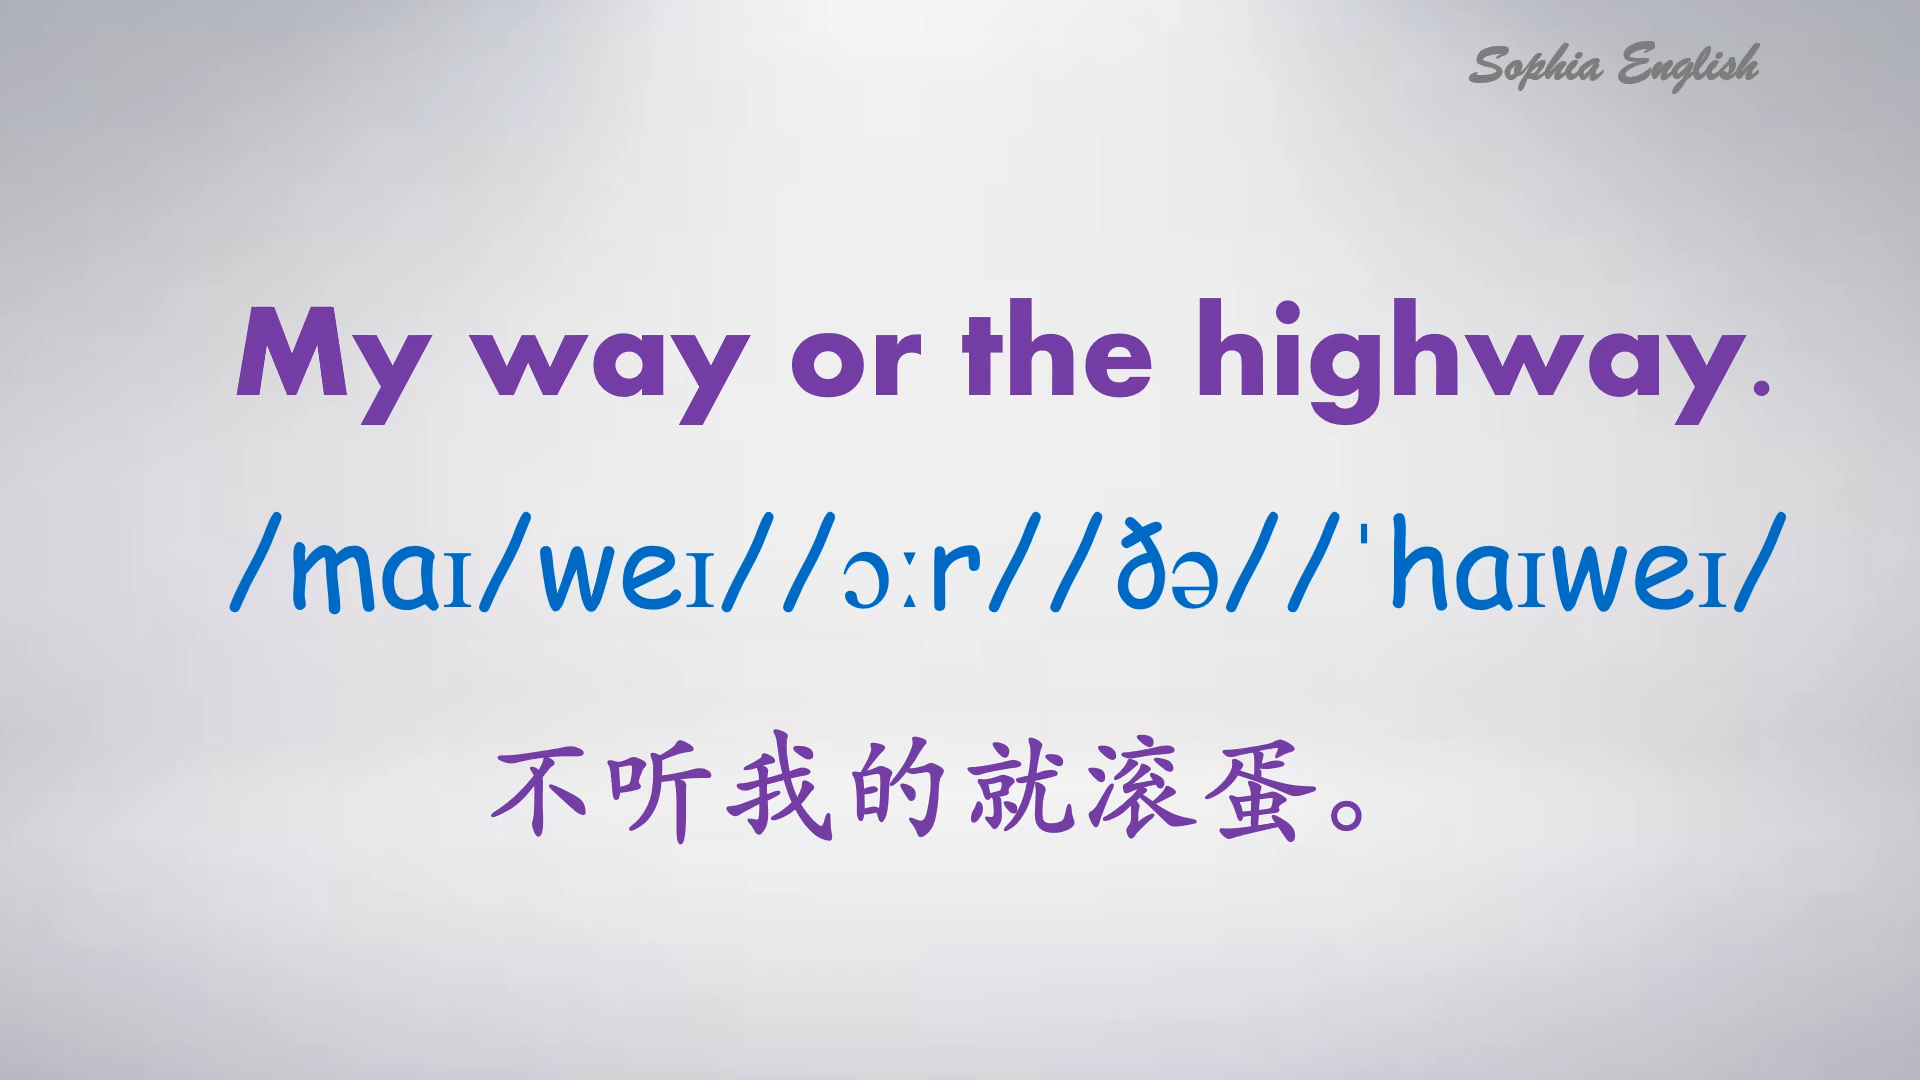 Sophia English
My way or the highway.
/maɪ/weɪ//ɔːr//ðə//ˈhaɪweɪ/
不听我的就滚蛋。